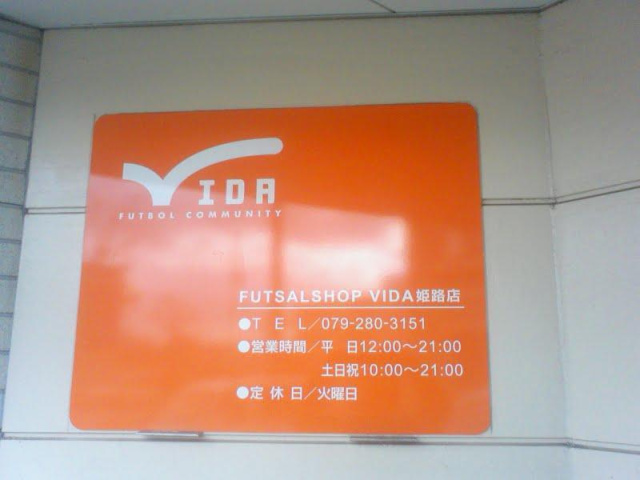 VIDA
FUTBOL COMMUNITY
FUTSALSHOP VIDA姫路店
●T E L／079-280-3151
●営業時間／平 日12:00〜21:00
土日祝10:00〜21:00
●定 休 日／火曜日